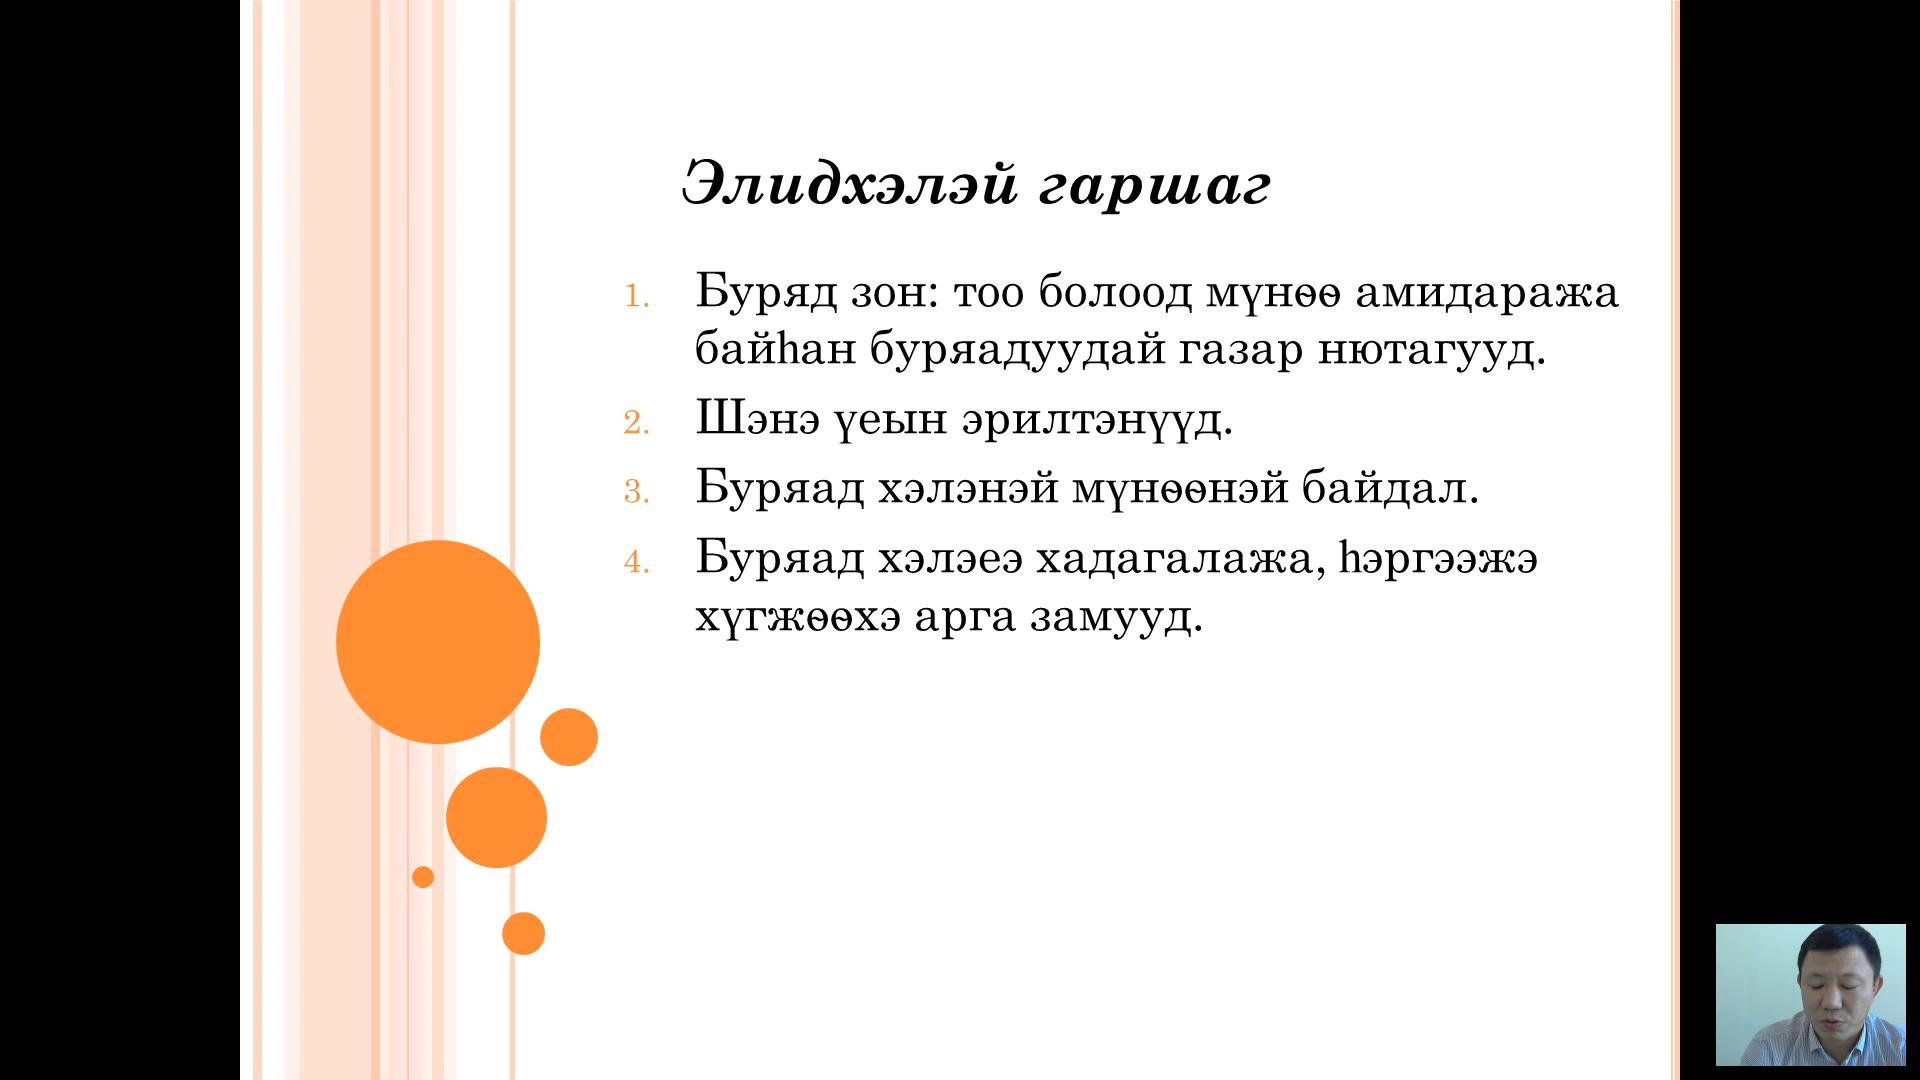 Элидхэлэй гаршаг
1. Буряд зон: тоо болоод мүнөө амидаража
байһан буряадуудай газар нютагууд.
2. Шэнэ үеын эрилтэнүүд.
3. Буряад хэлэнэй мүнөөнэй байдал.
4. Буряад хэлэеэ хадагалажа, һэргээжэ
хүгжөөхэ арга замууд.